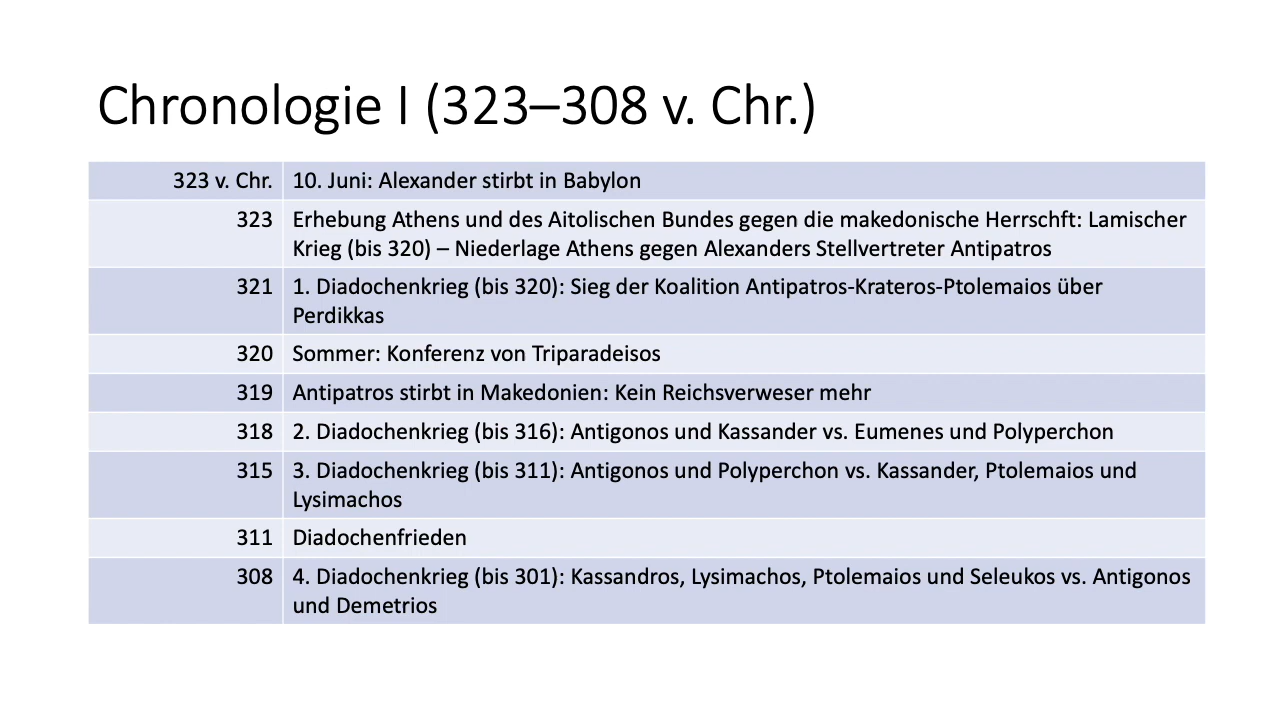 Chronologie I (323–308 v. Chr.)
323 v. Chr. 10. Juni: Alexander stirbt in Babylon
323 Erhebung Athens und des Aitolischen Bundes gegen die makedonische Herrschft: Lamischer
Krieg (bis 320) – Niederlage Athens gegen Alexanders Stellvertreter Antipatros
321 1. Diadochenkrieg (bis 320): Sieg der Koalition Antipatros-Krateros-Ptolemaios über
Perdikkas
320 Sommer: Konferenz von Triparadeisos
319 Antipatros stirbt in Makedonien: Kein Reichsverweser mehr
318 2. Diadochenkrieg (bis 316): Antigonos und Kassander vs. Eumenes und Polyperchon
315 3. Diadochenkrieg (bis 311): Antigonos und Polyperchon vs. Kassander, Ptolemaios und
Lysimachos
311 Diadochenfrieden
308 4. Diadochenkrieg (bis 301): Kassandros, Lysimachos, Ptolemaios und Seleukos vs. Antigonos
und Demetrios